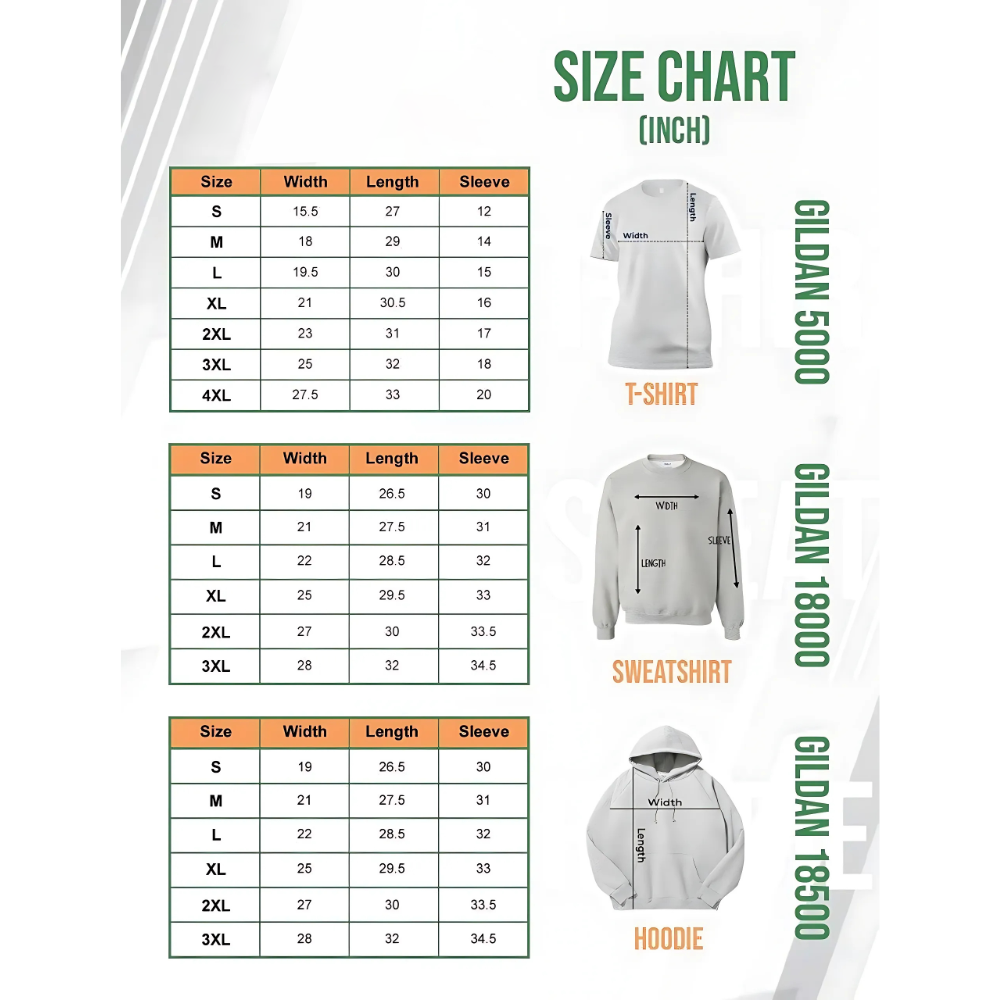 SIZE CHART
(INCH)
Size Width Length Sleeve
S 15.5 27 12
M 18 29 14
L 19.5 30 15
XL 21 30.5 16
2XL 23 31 17
3XL 25 32 18
4XL 27.5 33 20
Sleeve
Width
Length
T-SHIRT
GILDAN 5000
Size Width Length Sleeve
S 19 26.5 30
M 21 27.5 31
L 22 28.5 32
XL 25 29.5 33
2XL 27 30 33.5
3XL 28 32 34.5
WIDTH
SLEEVE
LENGTH
SWEATSHIRT
GILDAN 18000
Size Width Length Sleeve
S 19 26.5 30
M 21 27.5 31
L 22 28.5 32
XL 25 29.5 33
2XL 27 30 33.5
3XL 28 32 34.5
Width
Length
HOODIE
GILDAN 18500